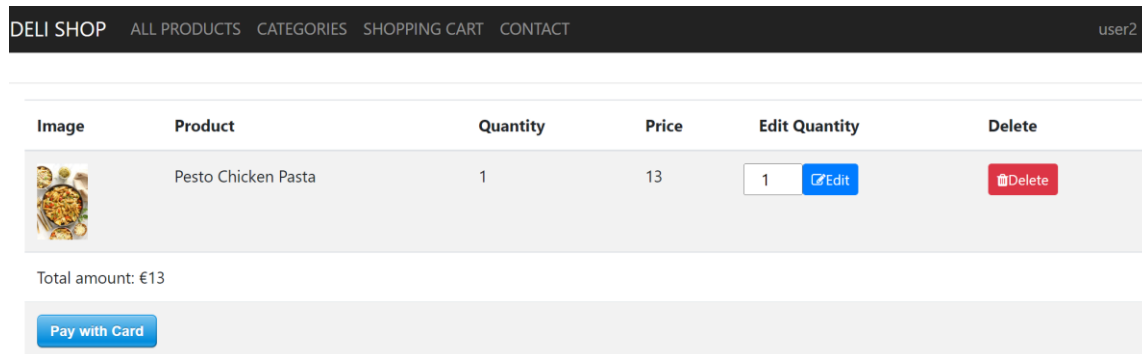 DELI SHOP ALL PRODUCTS CATEGORIES SHOPPING CART CONTACT user2
Image Product Quantity Price Edit Quantity Delete
Pesto Chicken Pasta 1 13 1 Edit Delete
Total amount: €13
Pay with Card